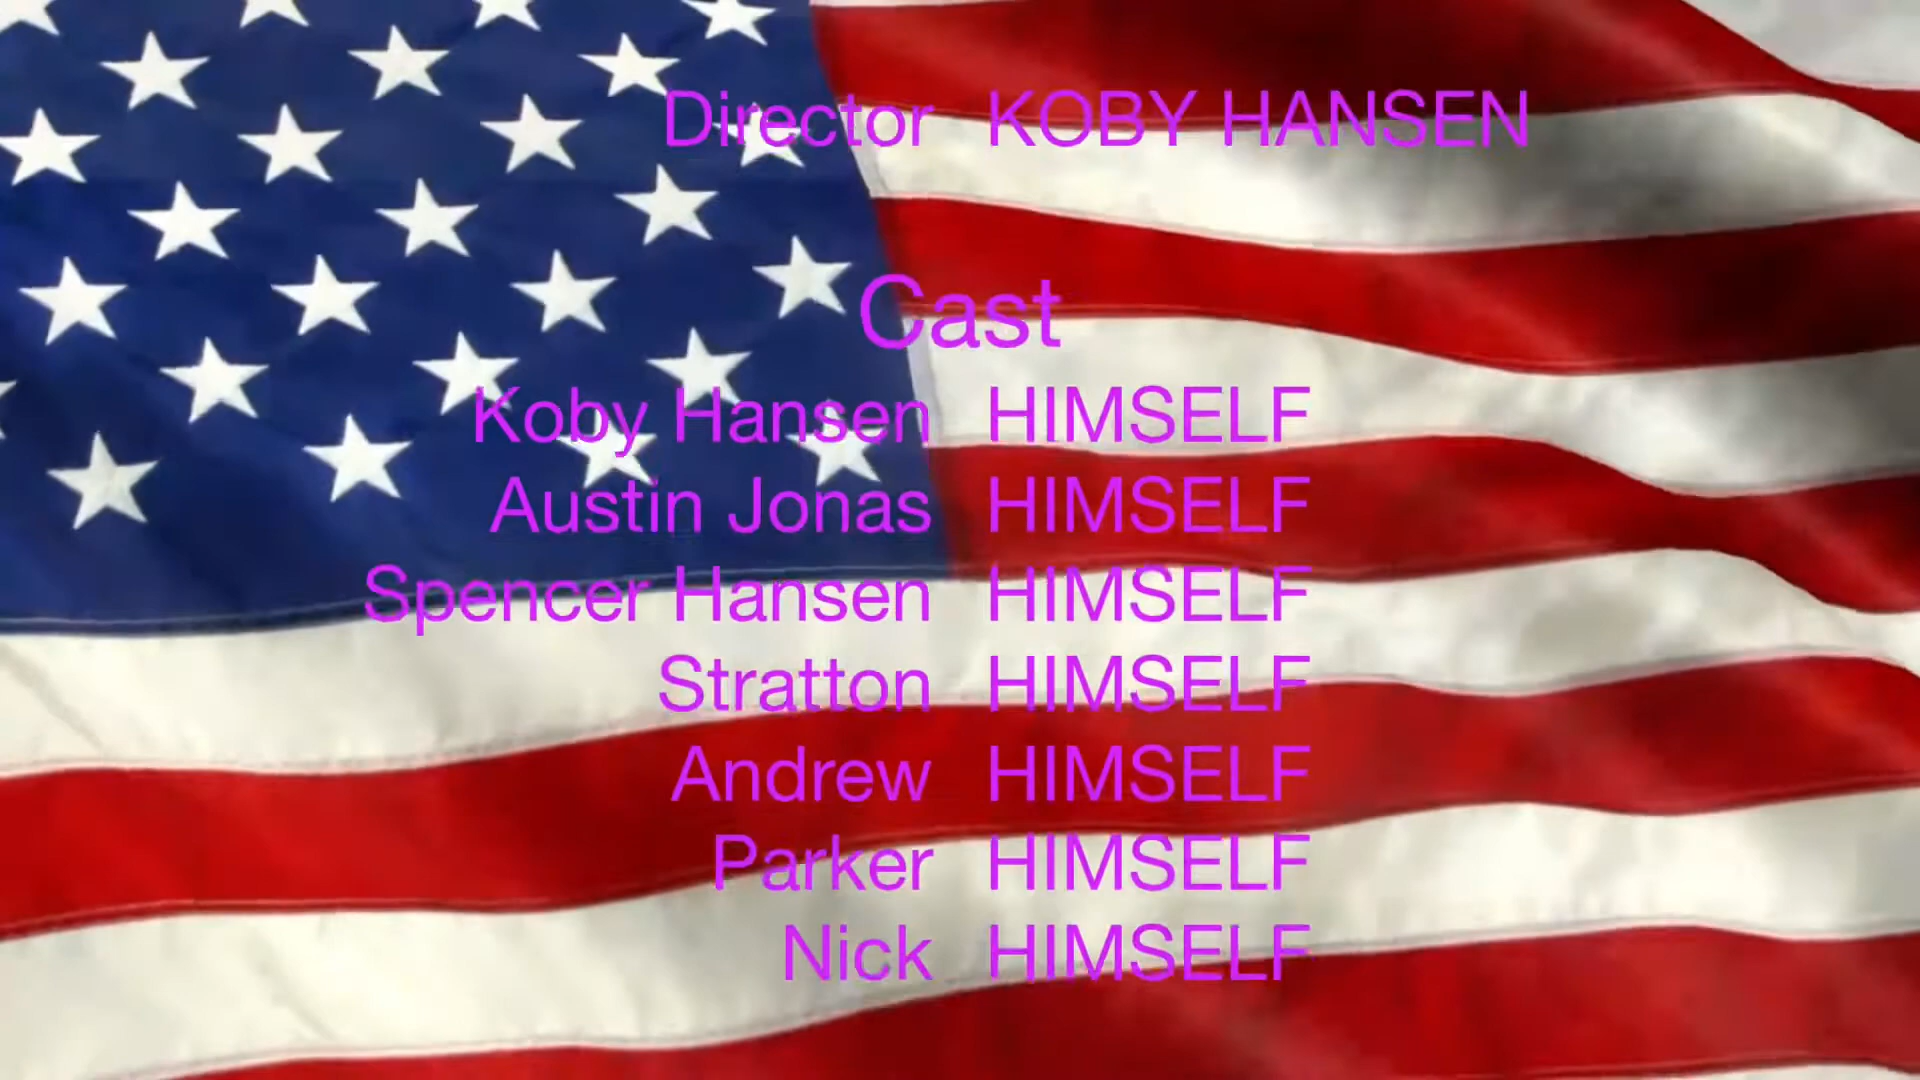 Director KOBY HANSEN
Cast
Koby Hansen HIMSELF
Austin Jonas HIMSELF
Spencer Hansen HIMSELF
Stratton HIMSELF
Andrew HIMSELF
Parker HIMSELF
Nick HIMSELF